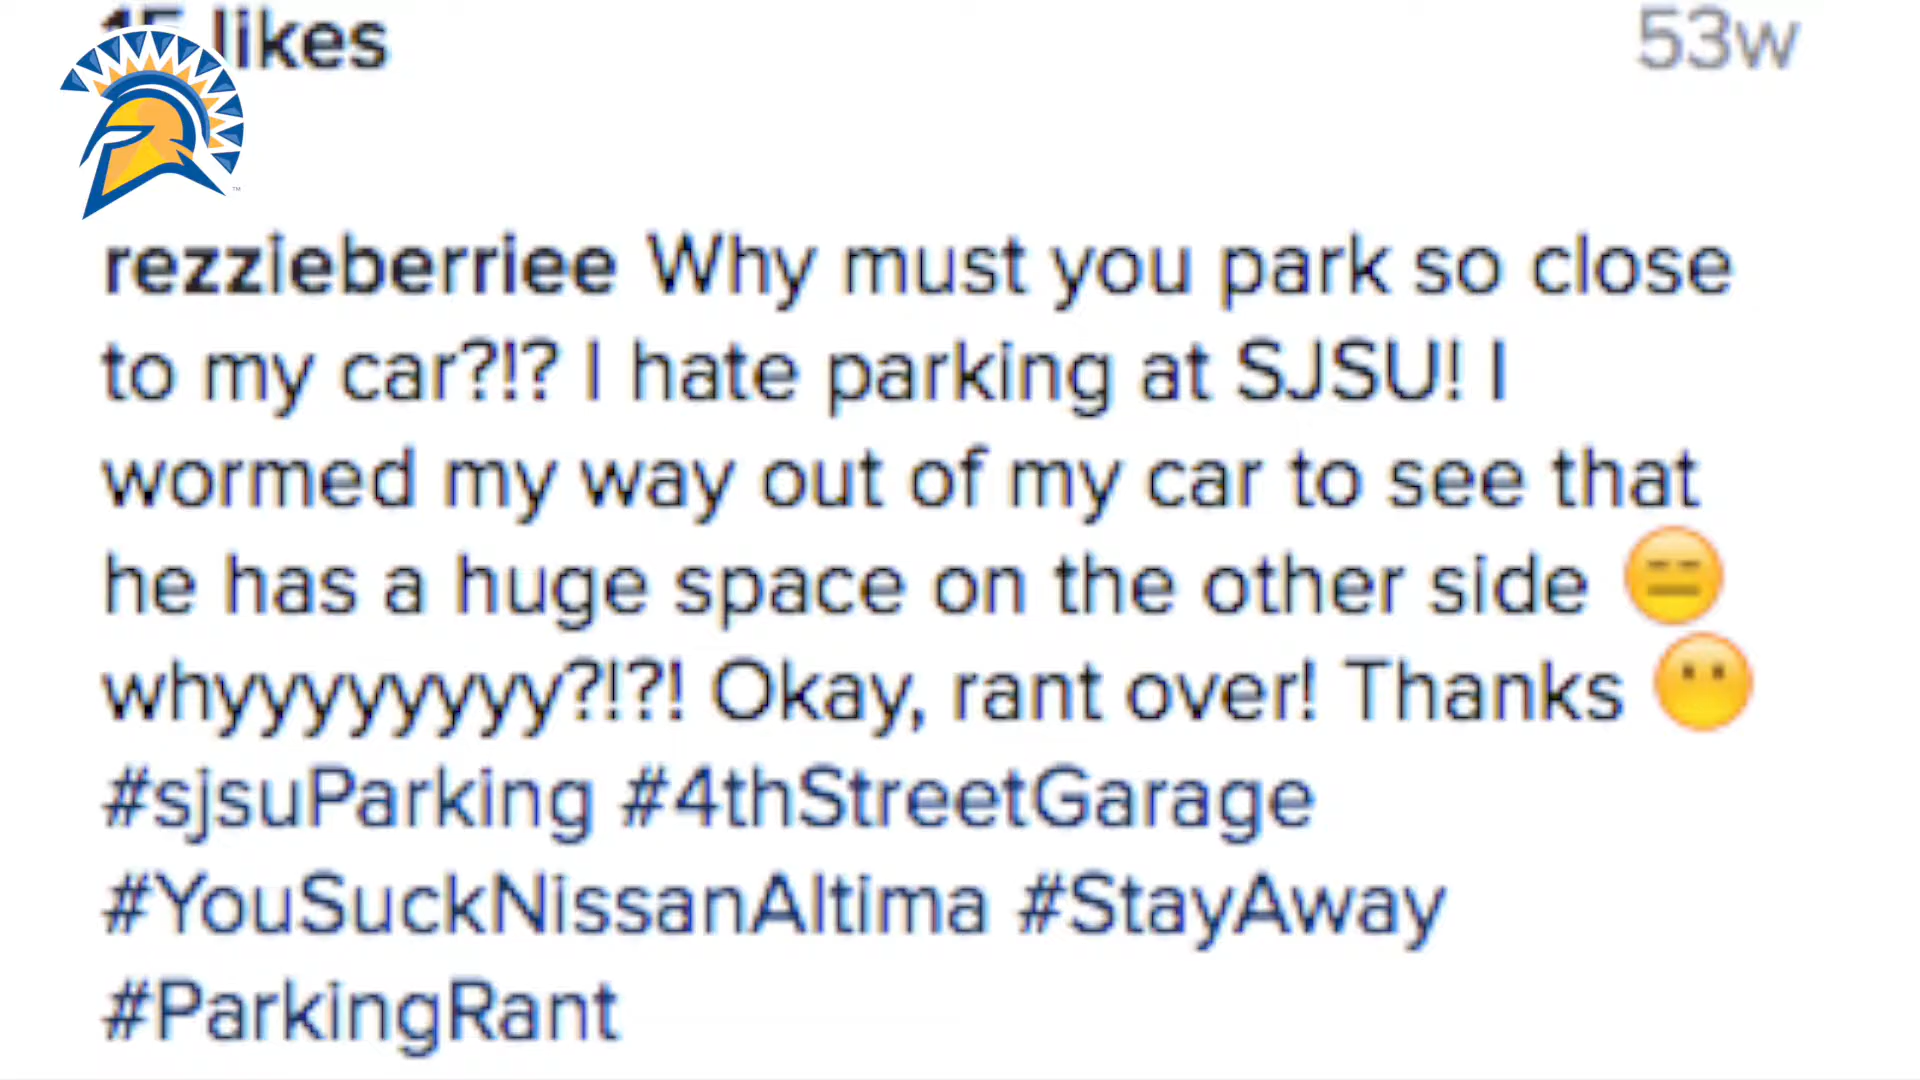 15 likes 53w
rezzieberriee Why must you park so close
to my car?!? I hate parking at SJSU! I
wormed my way out of my car to see that
he has a huge space on the other side 😑
whyyyyyyyy?!?! Okay, rant over! Thanks 😶
#sjsuParking #4thStreetGarage
#YouSuckNissanAltima #StayAway
#ParkingRant